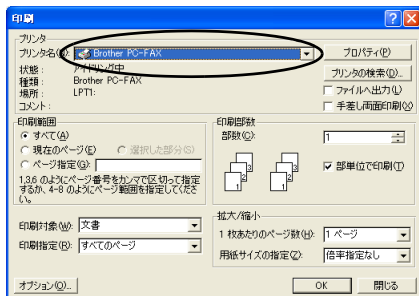 印刷
プリンタ
プリンタ名(N): Brother PC-FAX
プロパティ(P)
状態: アイドリング中
種類: Brother PC-FAX
場所: LPT1:
コメント:
プリンタの検索(D)...
ファイルへ出力(L)
手差し両面印刷(X)
印刷範囲
すべて(A)
現在のページ(E) 選択した部分(S)
ページ指定(G):
1,3,6 のようにページ番号をカンマで区切って指定
するか、4-8 のようにページ範囲を指定してくださ
い。
印刷部数
部数(C): 1
部単位で印刷(T)
印刷対象(W): 文書
印刷指定(R): すべてのページ
拡大/縮小
1 枚あたりのページ数(H): 1 ページ
用紙サイズの指定(Z): 倍率指定なし
オプション(O)...
OK
閉じる